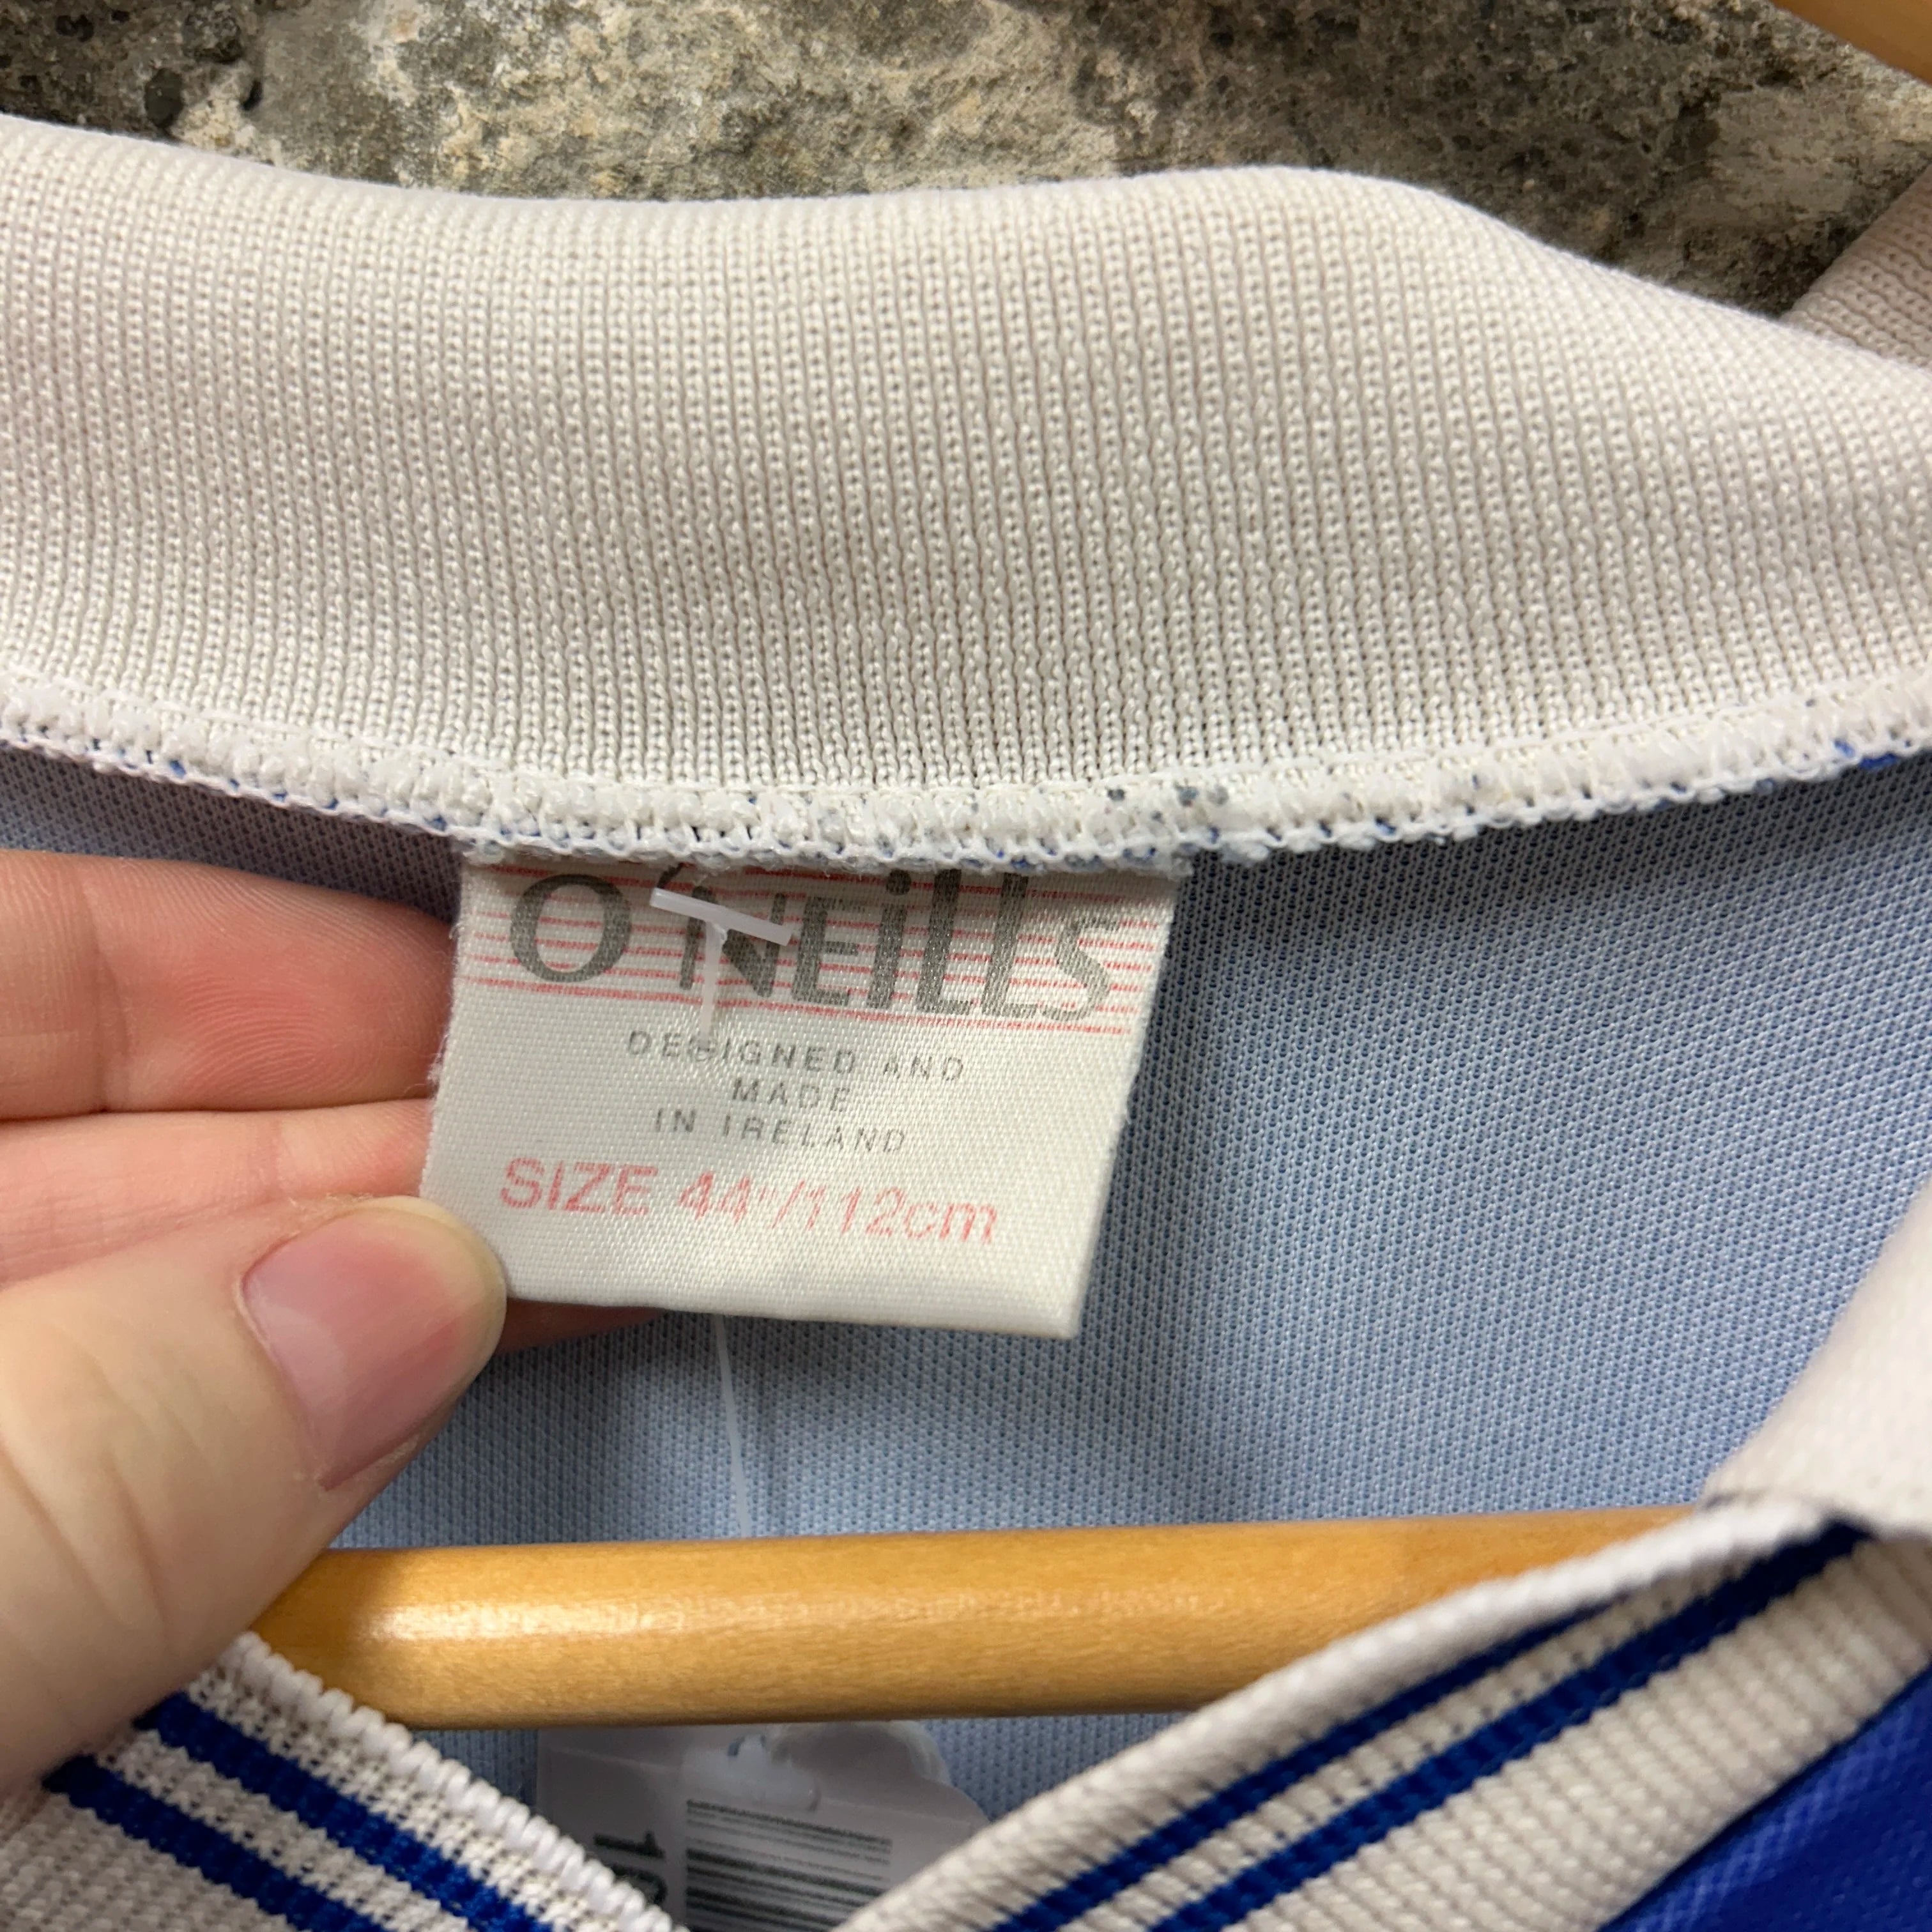 O'NEiLLS
DESIGNED AND
MADE
IN IRELAND
SIZE 44"/112cm